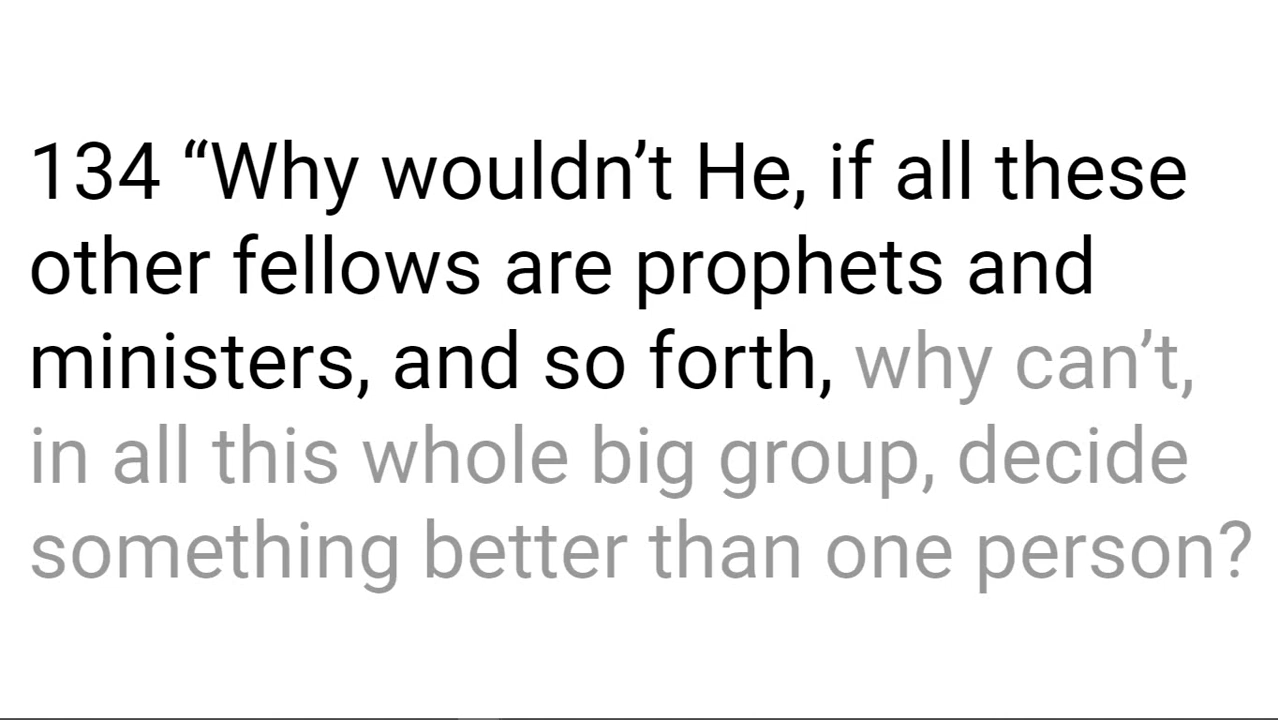 134 “Why wouldn’t He, if all these
other fellows are prophets and
ministers, and so forth, why can’t,
in all this whole big group, decide
something better than one person?